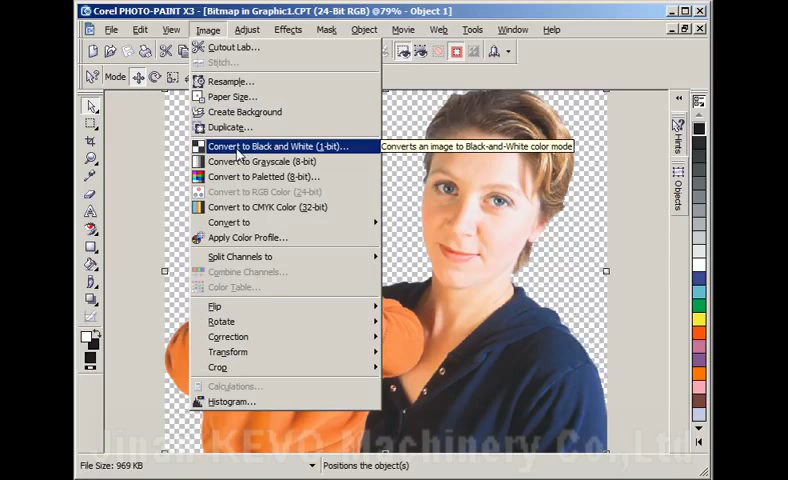 Corel PHOTO-PAINT X3 - [Bitmap in Graphic1.CPT (24-Bit RGB) @79% - Object 1]
File Edit View Image Adjust Effects Mask Object Movie Web Tools Window Help
Cutout Lab...
Stitch...
Mode
Resample...
Paper Size...
Create Background
Duplicate...
Convert to Black and White (1-bit)...
Converts an image to Black-and-White color mode
Convert to Grayscale (8-bit)
Convert to Paletted (8-bit)...
Convert to RGB Color (24-bit)
Convert to CMYK Color (32-bit)
Convert to
Apply Color Profile...
Split Channels to
Combine Channels...
Color Table...
Flip
Rotate
Correction
Transform
Crop
Calculations...
Histogram...
Hints
Objects
Jinan KEVO Machinery Co,Ltd
File Size: 969 KB
Positions the object(s)